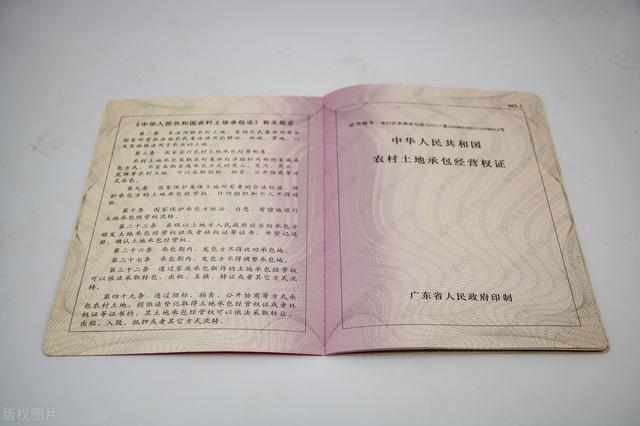 《中华人民共和国农村土地承包法》有关规定
第二条 本法所称农村土地，是指农民集体所有和
国家所有依法由农民集体使用的耕地、林地、草地，以
及其他依法用于农业的土地。
第三条 国家实行农村土地承包经营制度。
农村土地承包采取农村集体经济组织内部的家庭承
包方式，不宜采取家庭承包方式的荒山、荒沟、荒丘、
荒滩等农村土地，可以采取招标、拍卖、公开协商等方
式承包。
第九条 国家保护集体土地所有者的合法权益，保
护承包方的土地承包经营权，任何组织和个人不得侵
犯。
第十条 国家保护承包方依法、自愿、有偿地进行
土地承包经营权流转。
第二十三条 县级以上地方人民政府应当向承包方
颁发土地承包经营权证或者林权证等证书，并登记造
册，确认土地承包经营权。
第二十六条 承包期内，发包方不得收回承包地。
第二十七条 承包期内，发包方不得调整承包地。
第三十二条 通过家庭承包取得的土地承包经营权
可以依法采取转包、出租、互换、转让或者其它方式流
转。
第四十九条 通过招标、拍卖、公开协商等方式承
包农村土地，经依法登记取得土地承包经营权证或者林
权证等证书的，其土地承包经营权可以依法采取转让、
出租、入股、抵押或者其它方式流转。
NO.1
证书编号：
中华人民共和国
农村土地承包经营权证
广东省人民政府印制
版权图片